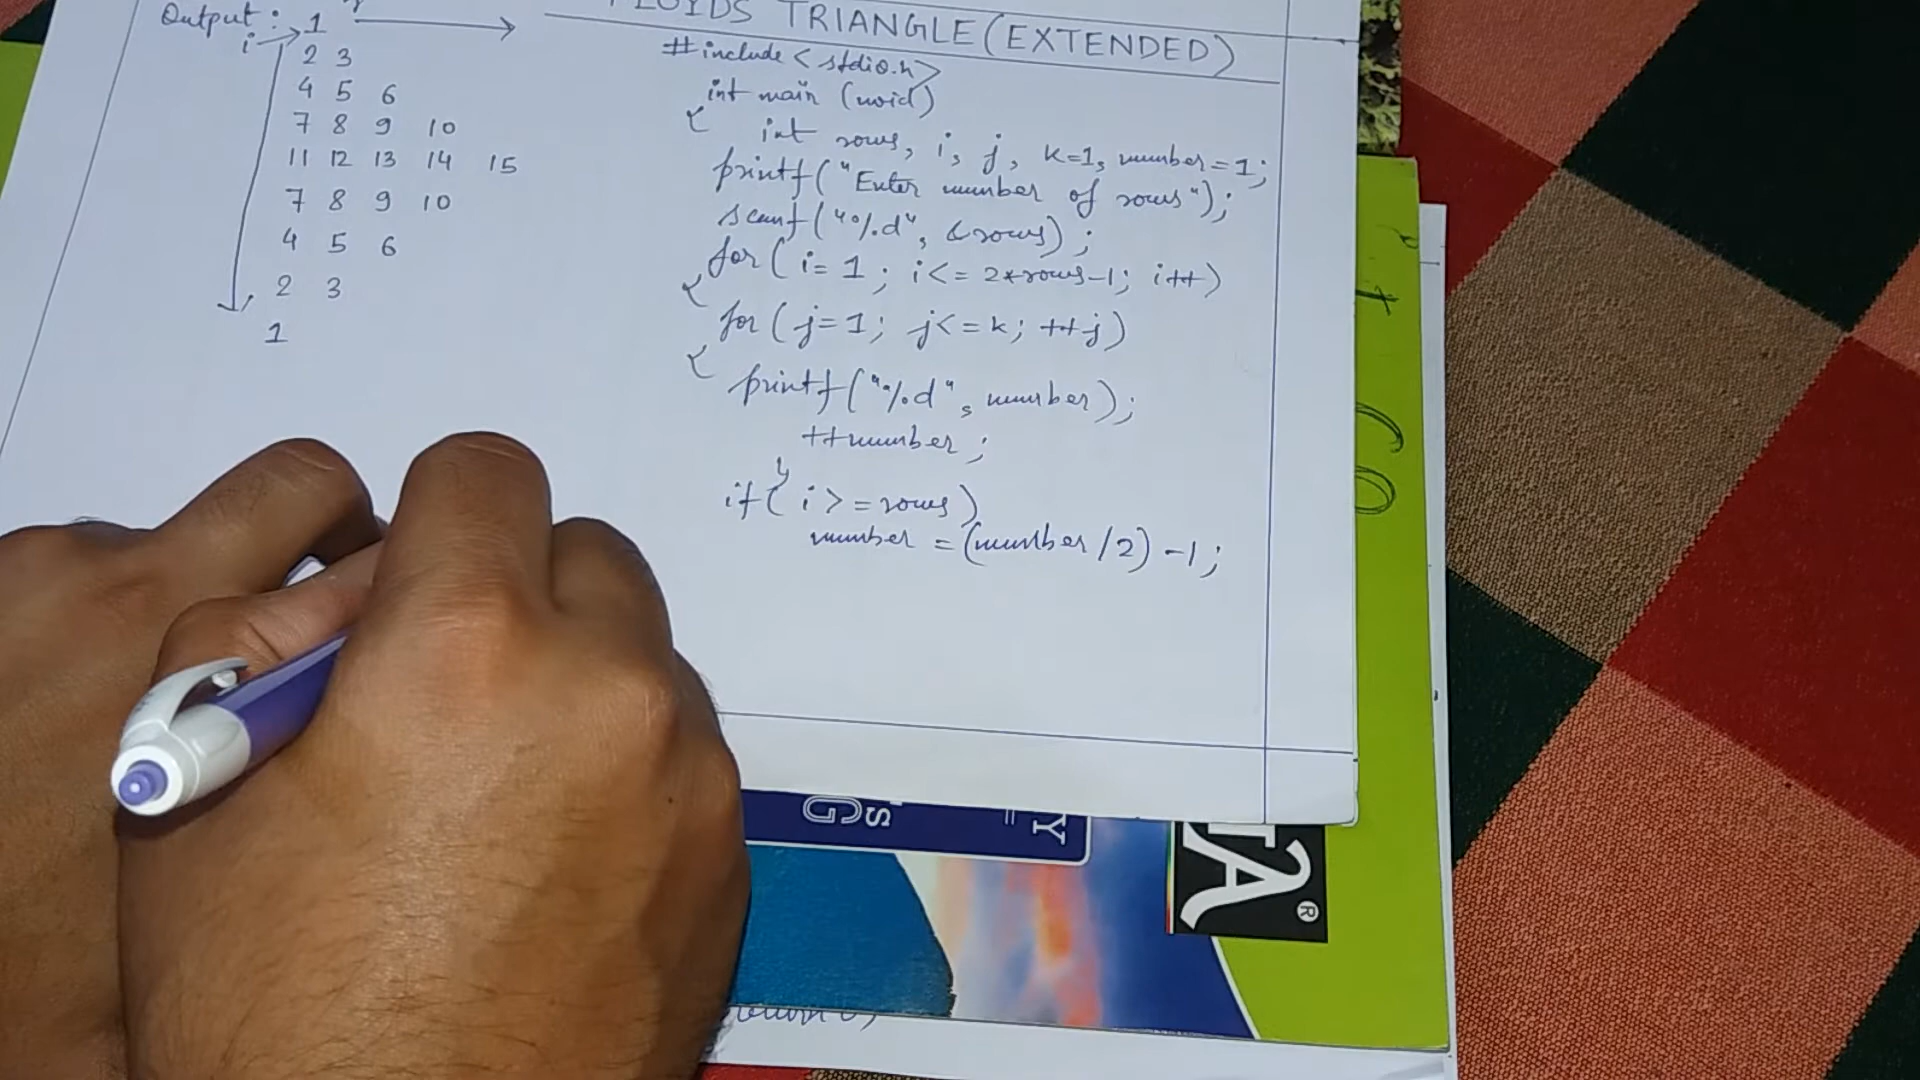 Output : 1
i
2 3
4 5 6
7 8 9 10
11 12 13 14 15
7 8 9 10
4 5 6
2 3
1
TRIANGLE (EXTENDED)
#include <stdio.h>
int main (void)
{
int rows, i, j, k=1, number=1;
printf("Enter number of rows");
scanf("%d", &rows);
for( i= 1 ; i<= 2*rows-1; i++)
{
for ( j= 1; j<= k; ++j)
{
printf("%d", number);
++number ;
}
if( i >= rows)
number = (number /2) -1;
G
's
Y
®